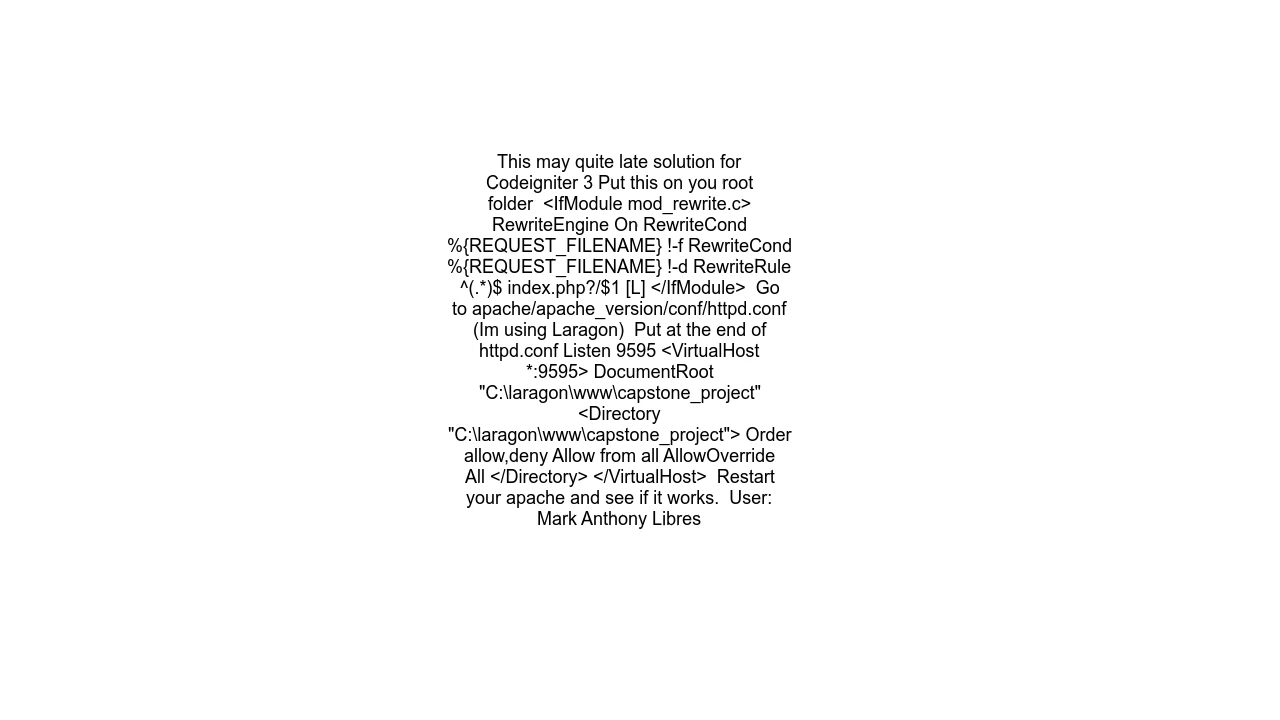 This may quite late solution for
Codeigniter 3 Put this on you root
folder  <IfModule mod_rewrite.c>
RewriteEngine On RewriteCond
%{REQUEST_FILENAME} !-f RewriteCond
%{REQUEST_FILENAME} !-d RewriteRule
^(.*)$ index.php?/$1 [L] </IfModule>  Go
to apache/apache_version/conf/httpd.conf
(Im using Laragon)  Put at the end of
httpd.conf Listen 9595 <VirtualHost
*:9595> DocumentRoot
"C:\laragon\www\capstone_project"
<Directory
"C:\laragon\www\capstone_project"> Order
allow,deny Allow from all AllowOverride
All </Directory> </VirtualHost>  Restart
your apache and see if it works.  User:
Mark Anthony Libres